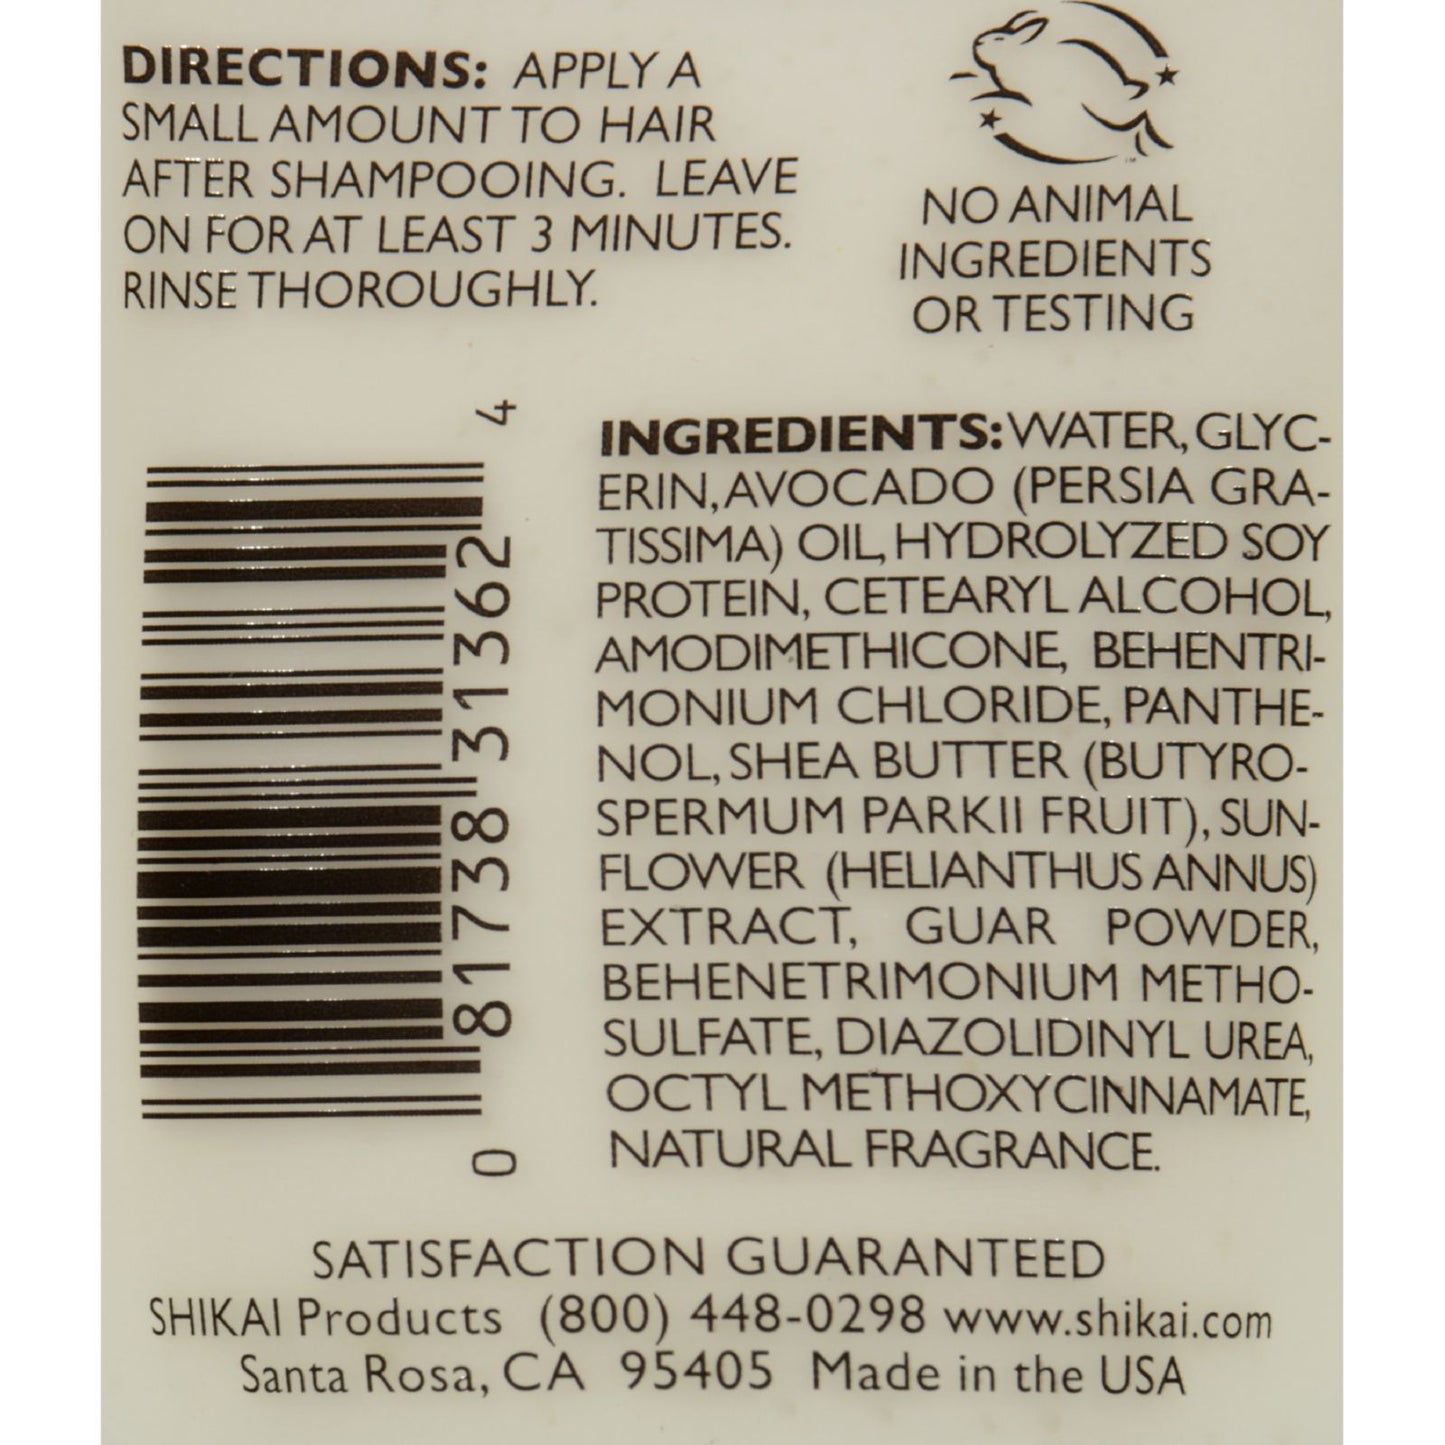 DIRECTIONS: APPLY A
SMALL AMOUNT TO HAIR
AFTER SHAMPOOING. LEAVE
ON FOR AT LEAST 3 MINUTES.
RINSE THOROUGHLY.
NO ANIMAL
INGREDIENTS
OR TESTING
0 81738 31362 4
INGREDIENTS: WATER, GLYC-
ERIN, AVOCADO (PERSIA GRA-
TISSIMA) OIL, HYDROLYZED SOY
PROTEIN, CETEARYL ALCOHOL,
AMODIMETHICONE, BEHENTRI-
MONIUM CHLORIDE, PANTHE-
NOL, SHEA BUTTER (BUTYRO-
SPERMUM PARKII FRUIT), SUN-
FLOWER (HELIANTHUS ANNUS)
EXTRACT, GUAR POWDER,
BEHENETRIMONIUM METHO-
SULFATE, DIAZOLIDINYL UREA,
OCTYL METHOXYCINNAMATE,
NATURAL FRAGRANCE.
SATISFACTION GUARANTEED
SHIKAI Products (800) 448-0298 www.shikai.com
Santa Rosa, CA 95405 Made in the USA